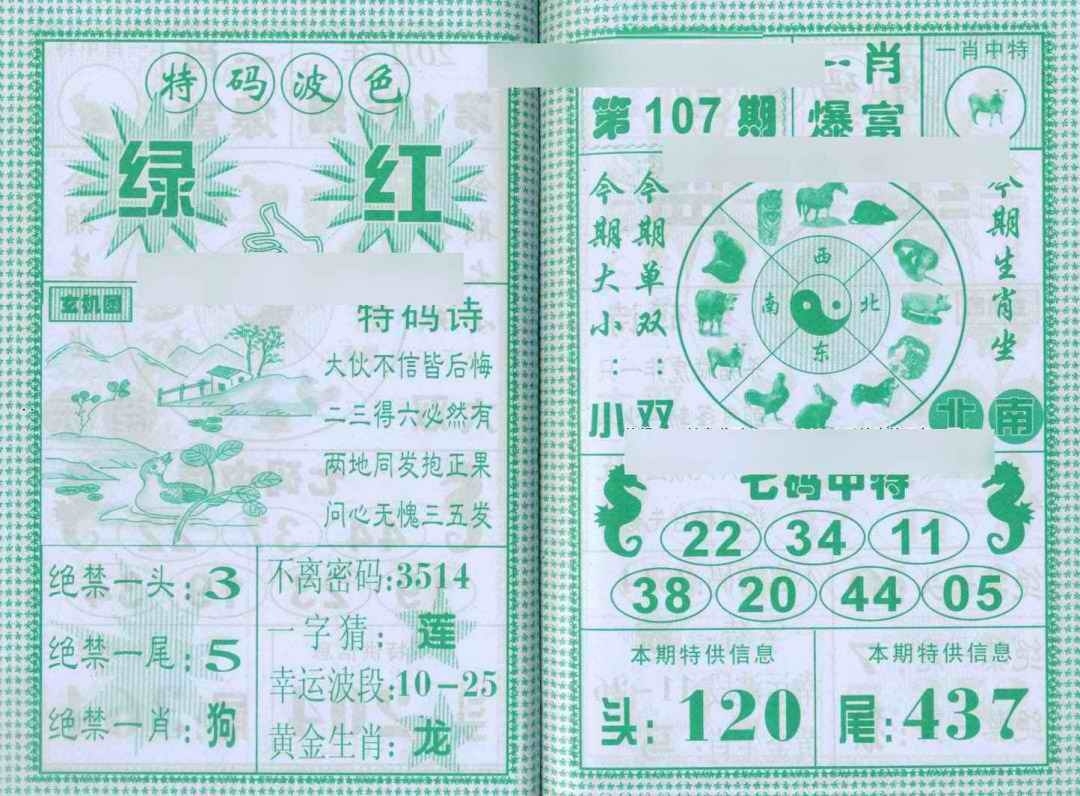 特码波色
绿 红
玄机图
特码诗
大伙不信皆后悔
二三得六必然有
两地同发抱正果
问心无愧三五发
绝禁一头:3
绝禁一尾:5
绝禁一肖:狗
不离密码:3514
一字猜:莲
幸运波段:10-25
黄金生肖:龙
第107期
一肖
爆富
一肖中特
今期大小::小
今期单双::双
西
南 北
东
今期生肖坐
北南
七码中特
22 34 11
38 20 44 05
本期特供信息
头:120
本期特供信息
尾:437